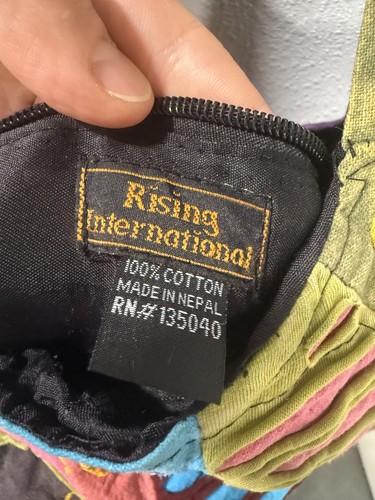 Rising
International
100% COTTON
MADE IN NEPAL
RN# 135040